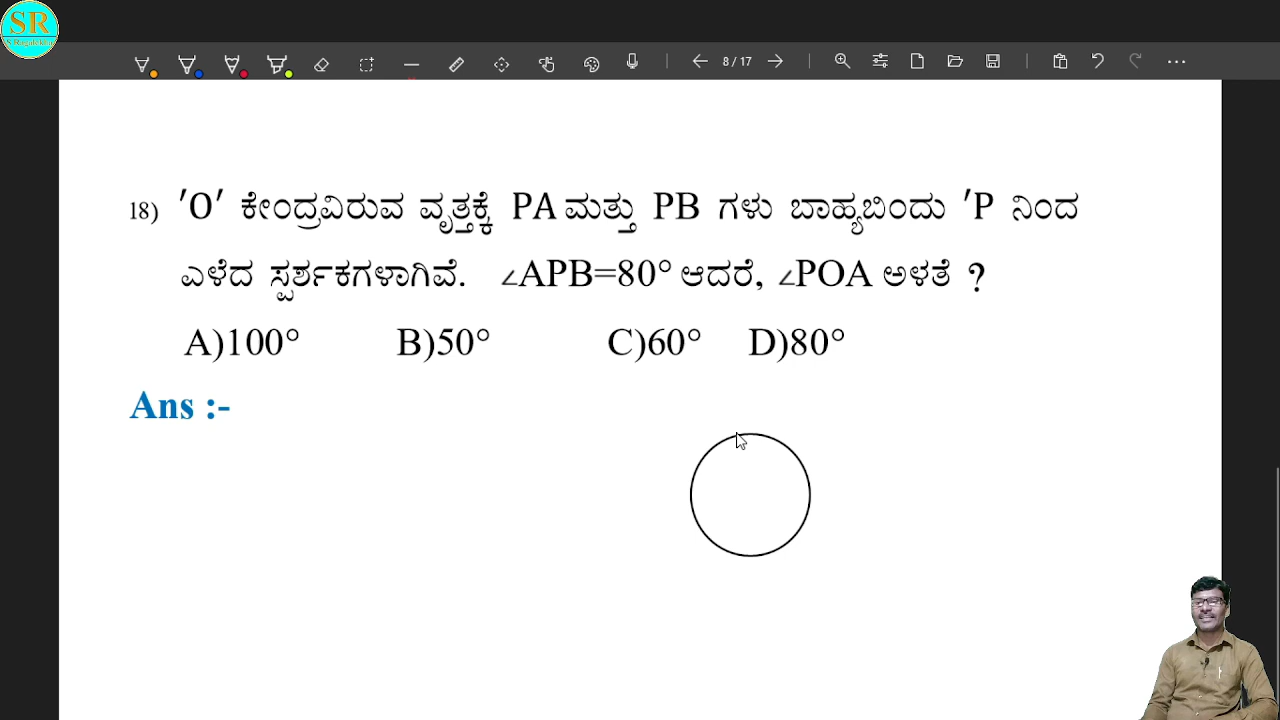 SR
8 / 17
18) 'O' ಕೇಂದ್ರವಿರುವ ವೃತ್ತಕ್ಕೆ PA ಮತ್ತು PB ಗಳು ಬಾಹ್ಯಬಿಂದು 'P ನಿಂದ
ಎಳೆದ ಸ್ಪರ್ಶಕಗಳಾಗಿವೆ. ∠APB=80° ಆದರೆ, ∠POA ಅಳತೆ ?
A)100° B)50° C)60° D)80°
Ans :-